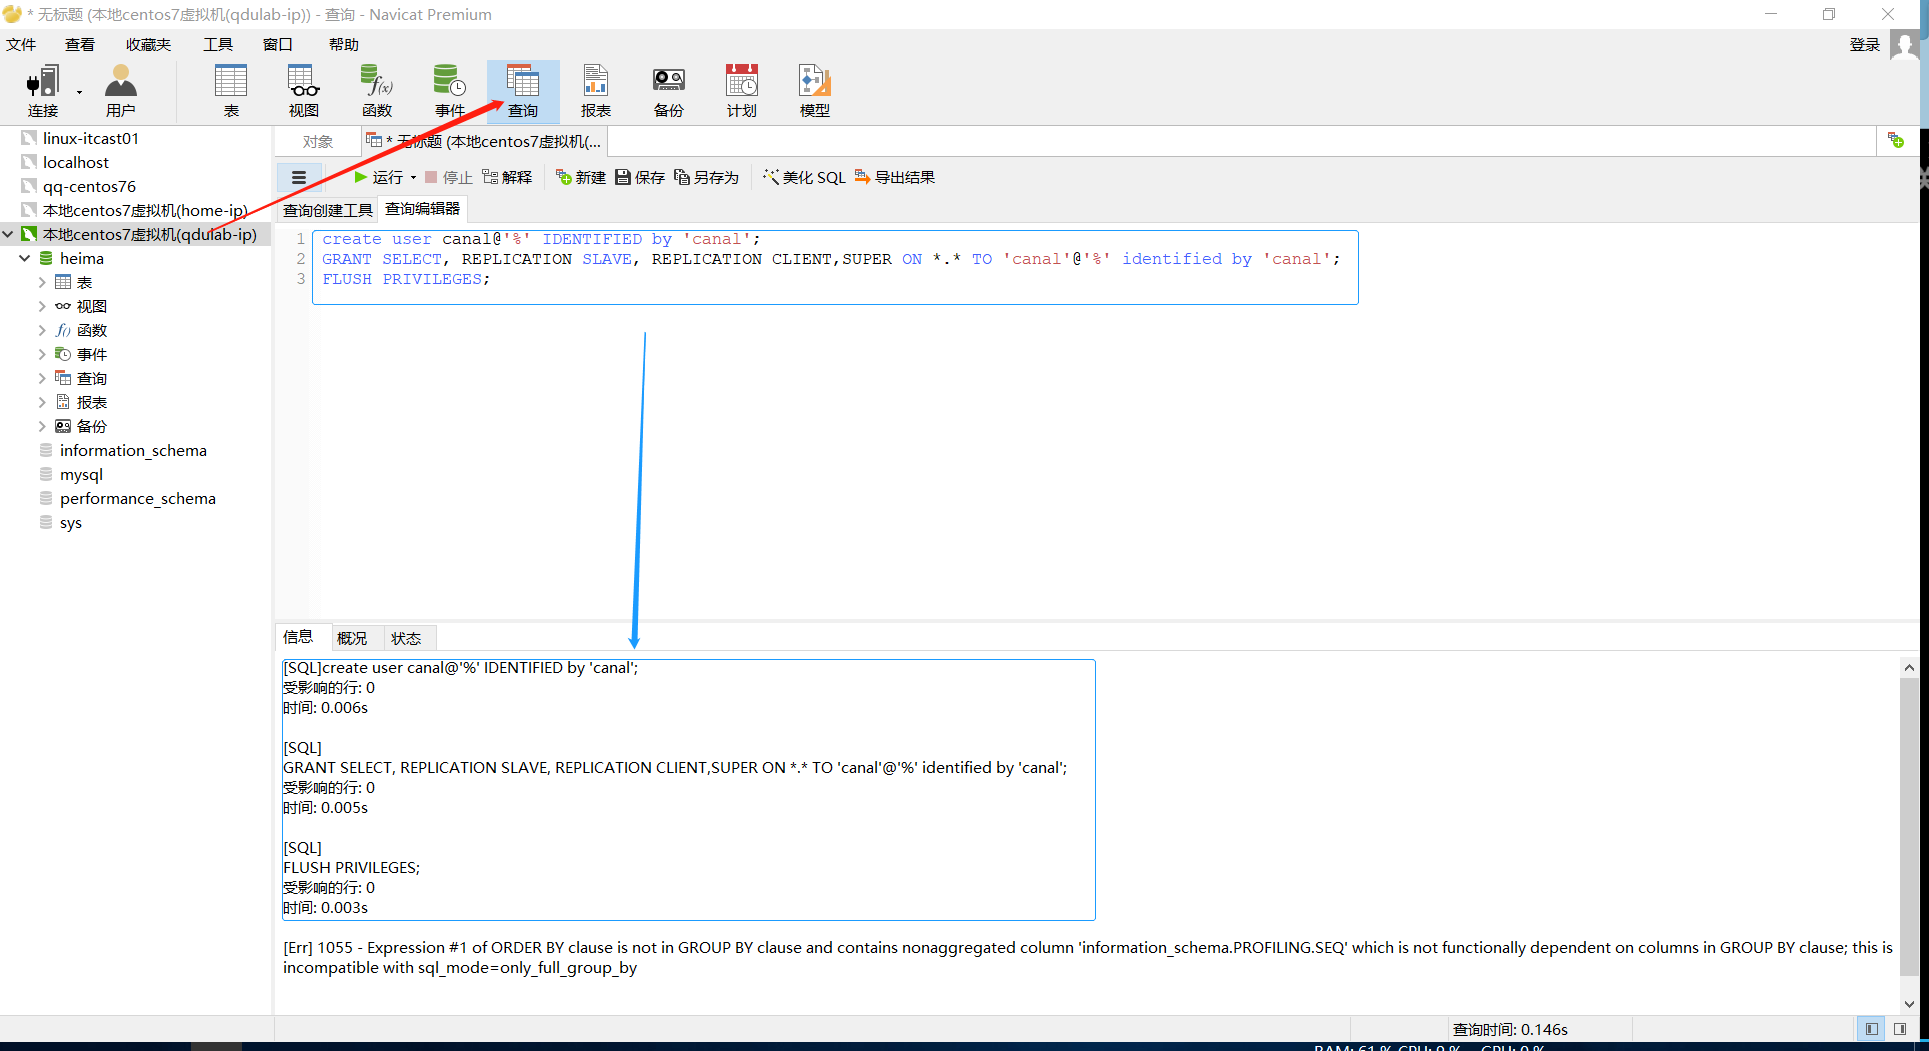 * 无标题 (本地centos7虚拟机(qdulab-ip)) - 查询 - Navicat Premium
文件 查看 收藏夹 工具 窗口 帮助 登录
连接 用户 表 视图 函数 事件 查询 报表 备份 计划 模型
linux-itcast01
localhost
qq-centos76
本地centos7虚拟机(home-ip)
本地centos7虚拟机(qdulab-ip)
heima
表
视图
函数
事件
查询
报表
备份
information_schema
mysql
performance_schema
sys
对象 * 无标题 (本地centos7虚拟机(...
运行 停止 解释 新建 保存 另存为 美化 SQL 导出结果
查询创建工具 查询编辑器
1 create user canal@'%' IDENTIFIED by 'canal';
2 GRANT SELECT, REPLICATION SLAVE, REPLICATION CLIENT,SUPER ON *.* TO 'canal'@'%' identified by 'canal';
3 FLUSH PRIVILEGES;
信息 概况 状态
[SQL]create user canal@'%' IDENTIFIED by 'canal';
受影响的行: 0
时间: 0.006s
[SQL]
GRANT SELECT, REPLICATION SLAVE, REPLICATION CLIENT,SUPER ON *.* TO 'canal'@'%' identified by 'canal';
受影响的行: 0
时间: 0.005s
[SQL]
FLUSH PRIVILEGES;
受影响的行: 0
时间: 0.003s
[Err] 1055 - Expression #1 of ORDER BY clause is not in GROUP BY clause and contains nonaggregated column 'information_schema.PROFILING.SEQ' which is not functionally dependent on columns in GROUP BY clause; this is
incompatible with sql_mode=only_full_group_by
查询时间: 0.146s